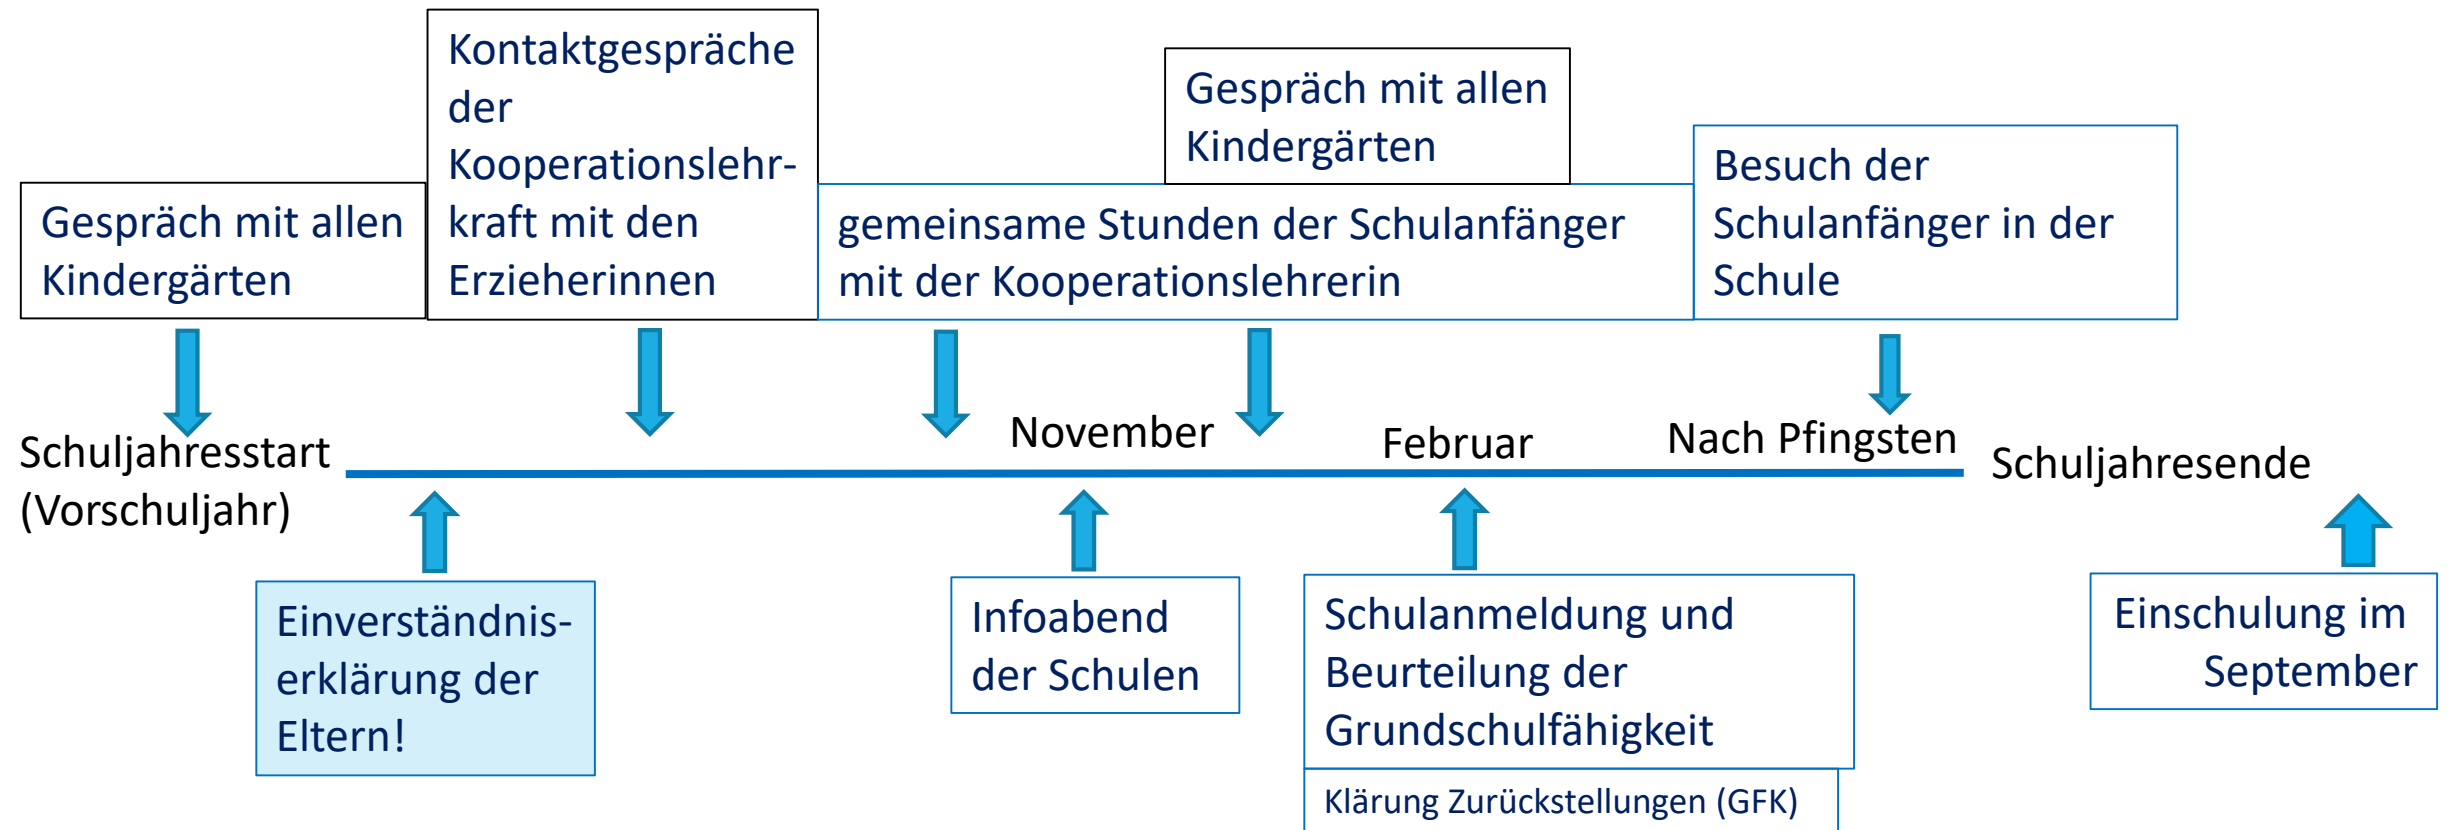 Kontaktgespräche
der
Kooperationslehr-
kraft mit den
Erzieherinnen
Gespräch mit allen
Kindergärten
Gespräch mit allen
Kindergärten
gemeinsame Stunden der Schulanfänger
mit der Kooperationslehrerin
Besuch der
Schulanfänger in der
Schule
Schuljahresstart
(Vorschuljahr)
November
Februar
Nach Pfingsten
Schuljahresende
Einverständnis-
erklärung der
Eltern!
Infoabend
der Schulen
Schulanmeldung und
Beurteilung der
Grundschulfähigkeit
Klärung Zurückstellungen (GFK)
Einschulung im
September